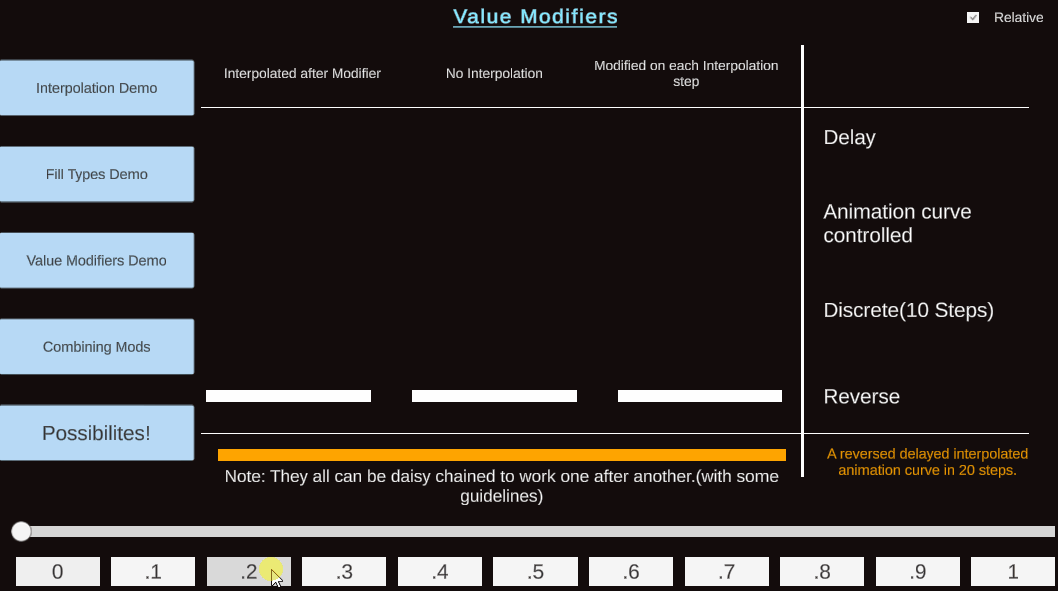 Value Modifiers
Relative
Interpolation Demo
Fill Types Demo
Value Modifiers Demo
Combining Mods
Possibilites!
Interpolated after Modifier
No Interpolation
Modified on each Interpolation
step
Delay
Animation curve
controlled
Discrete(10 Steps)
Reverse
A reversed delayed interpolated
animation curve in 20 steps.
Note: They all can be daisy chained to work one after another.(with some
guidelines)
0
.1
.2
.3
.4
.5
.6
.7
.8
.9
1